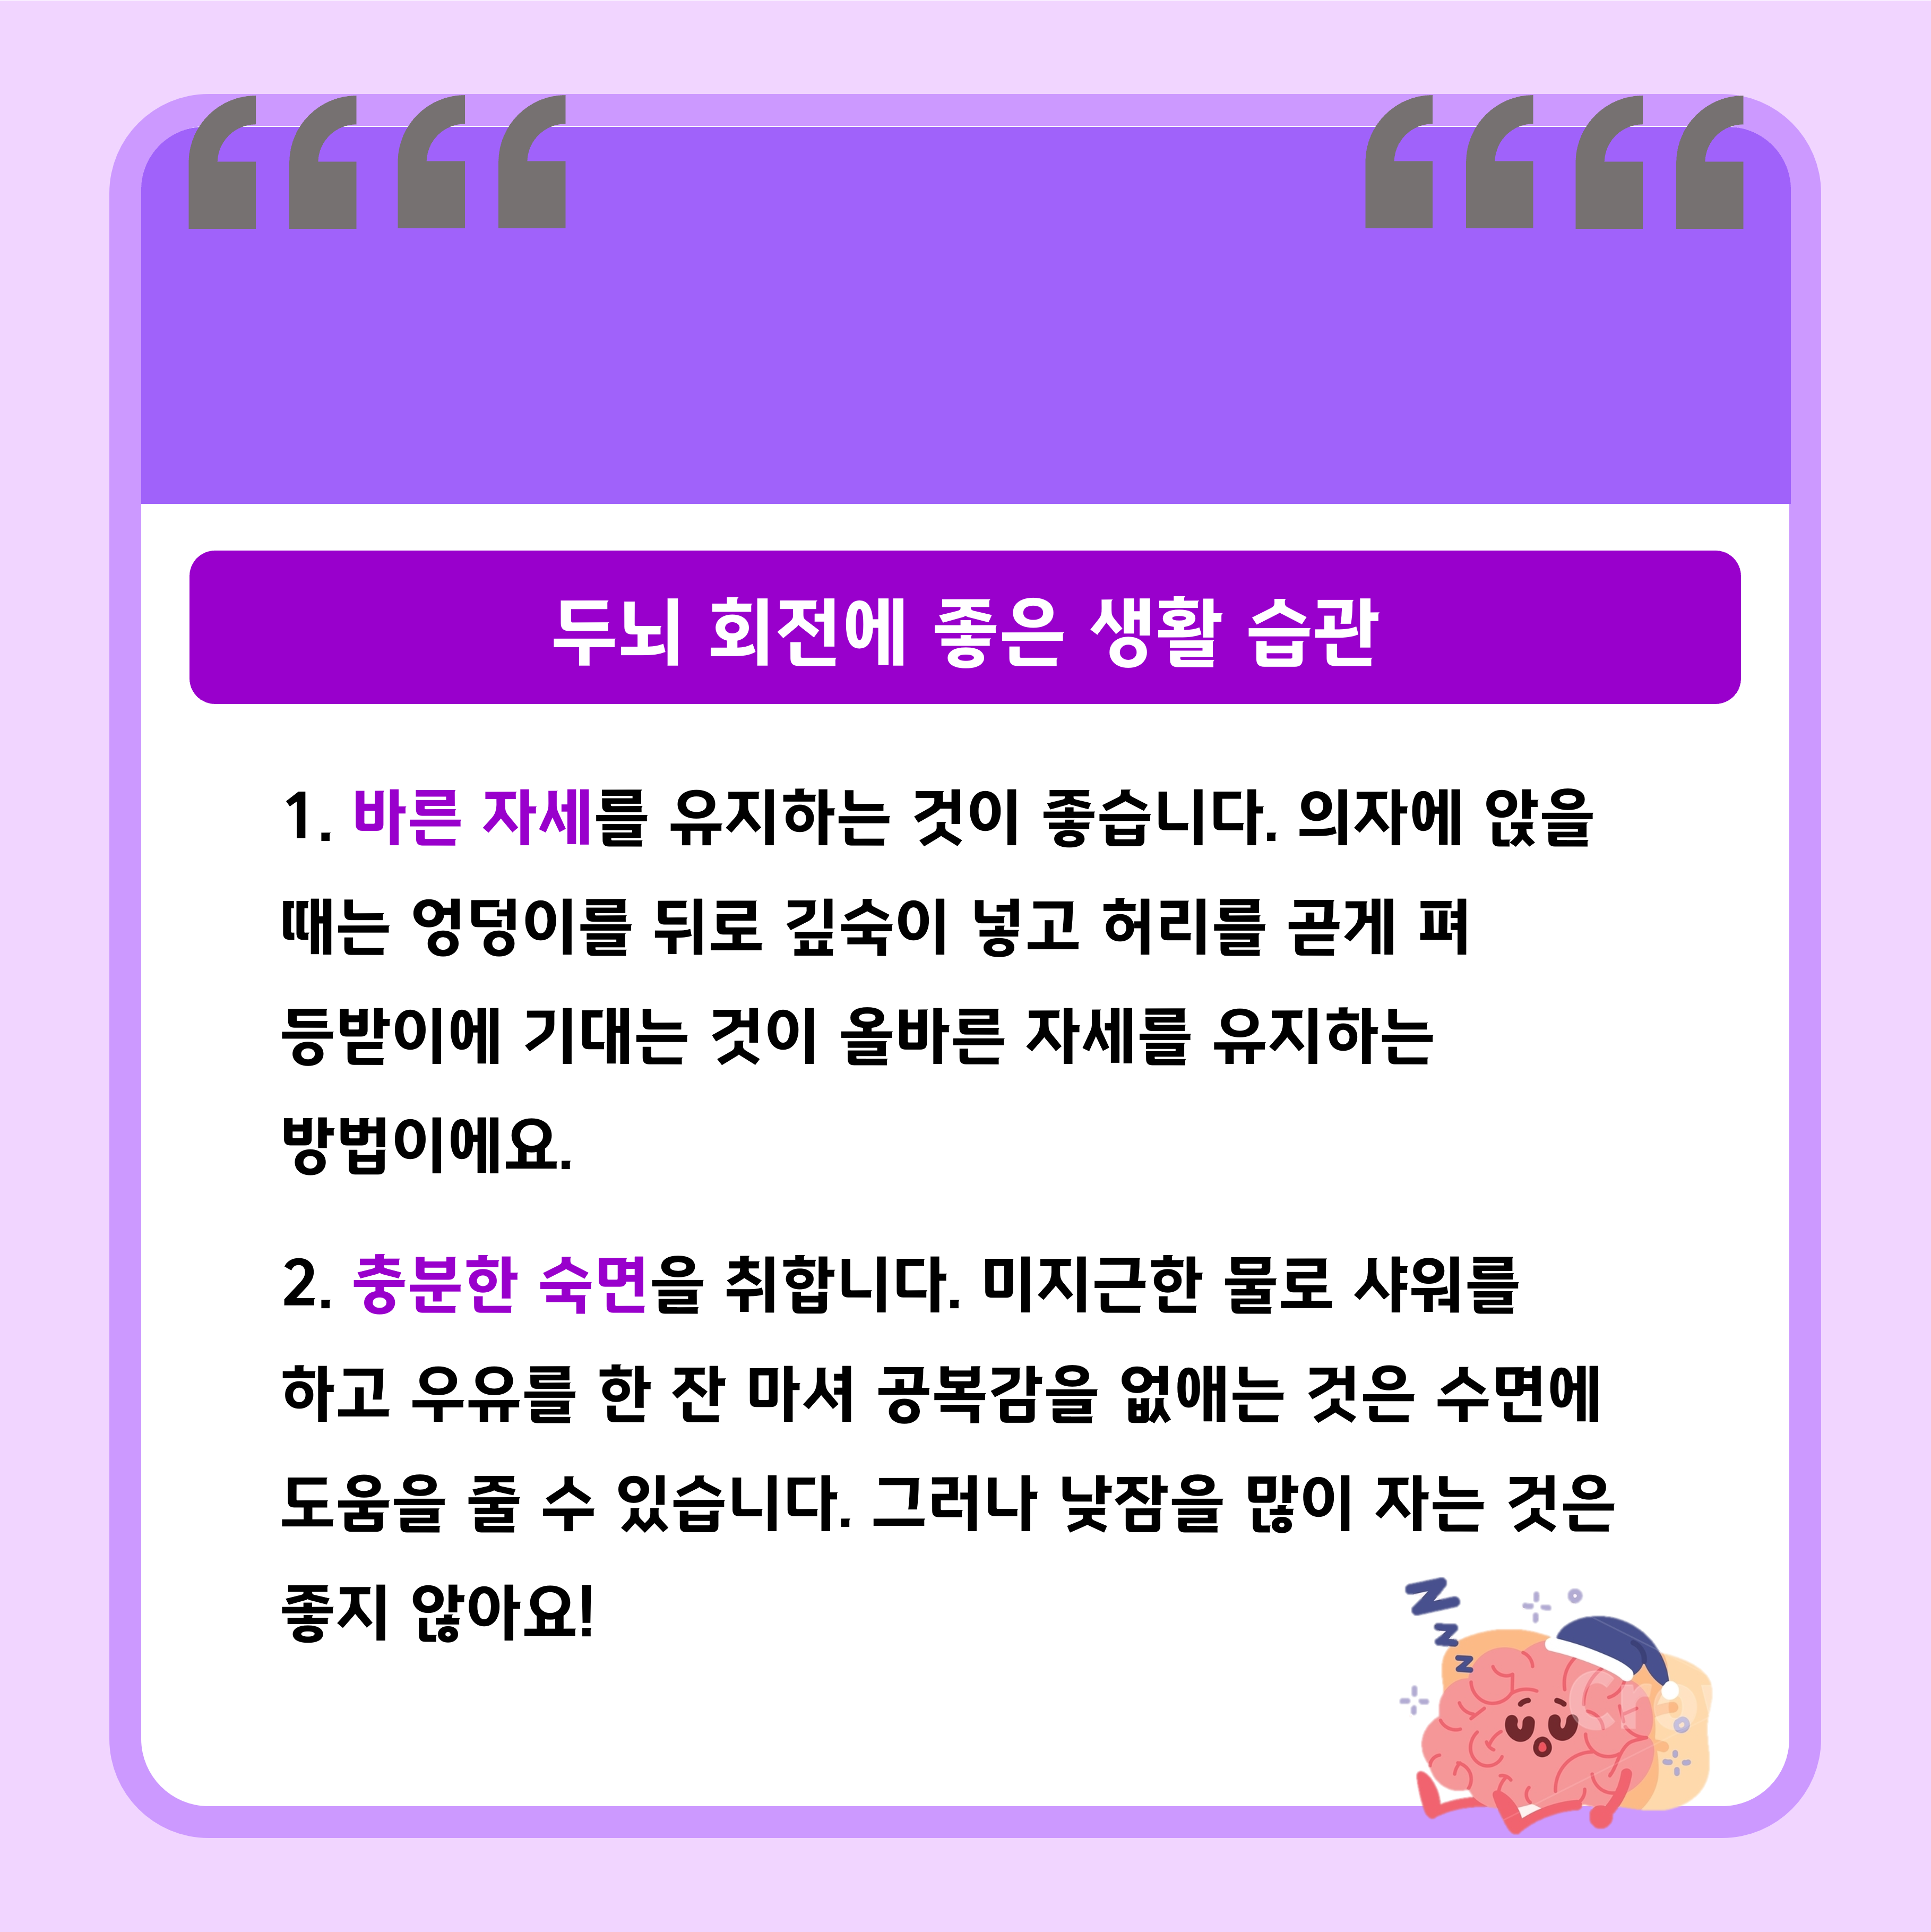 두뇌 회전에 좋은 생활 습관
1. 바른 자세를 유지하는 것이 좋습니다. 의자에 앉을
때는 엉덩이를 뒤로 깊숙이 넣고 허리를 곧게 펴
등받이에 기대는 것이 올바른 자세를 유지하는
방법이에요.
2. 충분한 숙면을 취합니다. 미지근한 물로 샤워를
하고 우유를 한 잔 마셔 공복감을 없애는 것은 수면에
도움을 줄 수 있습니다. 그러나 낮잠을 많이 자는 것은
좋지 않아요!
z
z
z